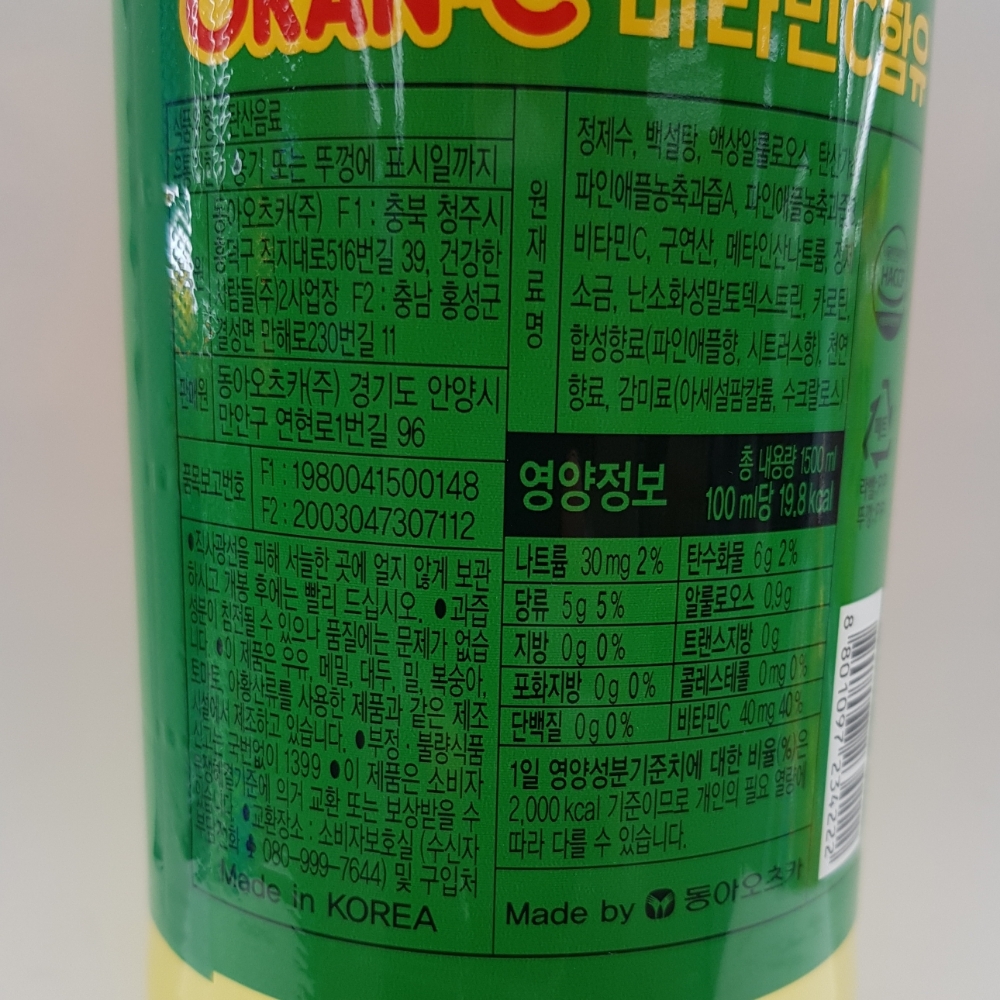 ORAN-C 비타민C함유
탄산음료
용기 또는 뚜껑에 표시일까지
동아오츠카(주) F1 : 충북 청주시
흥덕구 직지대로516번길 39, 건강한
사람들(주)2사업장 F2 : 충남 홍성군
결성면 만해로230번길 11
판매원
동아오츠카(주) 경기도 안양시
만안구 연현로1번길 96
품목보고번호
F1 : 1980041500148
F2 : 2003047307112
●직사광선을 피해 서늘한 곳에 얼지 않게 보관
하시고 개봉 후에는 빨리 드십시오. ●과즙
성분이 침전될 수 있으나 품질에는 문제가 없습
니다. ●이 제품은 우유, 메밀, 대두, 밀, 복숭아,
토마토, 아황산류를 사용한 제품과 같은 제조
시설에서 제조하고 있습니다. ●부정·불량식품
신고는 국번없이 1399 ●이 제품은 소비자
분쟁해결기준에 의거 교환 또는 보상받을 수
●교환장소 : 소비자보호실 (수신자
080-999-7644) 및 구입처
Made in KOREA
원재료명
정제수, 백설탕, 액상알룰로오스, 탄산가스
파인애플농축과즙A, 파인애플농축과즙
비타민C, 구연산, 메타인산나트륨, 정제
소금, 난소화성말토덱스트린, 카로틴,
합성향료(파인애플향, 시트러스향), 천연
향료, 감미료(아세설팜칼륨, 수크랄로스)
영양정보
총 내용량 1500 ml
100 ml당 19.8 kcal
나트륨 30 mg 2% 탄수화물 6 g 2%
당류 5 g 5% 알룰로오스 0.9 g
지방 0 g 0% 트랜스지방 0 g
포화지방 0 g 0% 콜레스테롤 0 mg 0%
단백질 0 g 0% 비타민C 40 mg 40%
1일 영양성분기준치에 대한 비율(%)은
2,000 kcal 기준이므로 개인의 필요 열량에
따라 다를 수 있습니다.
Made by 동아오츠카
HACCP
8 801097 234222